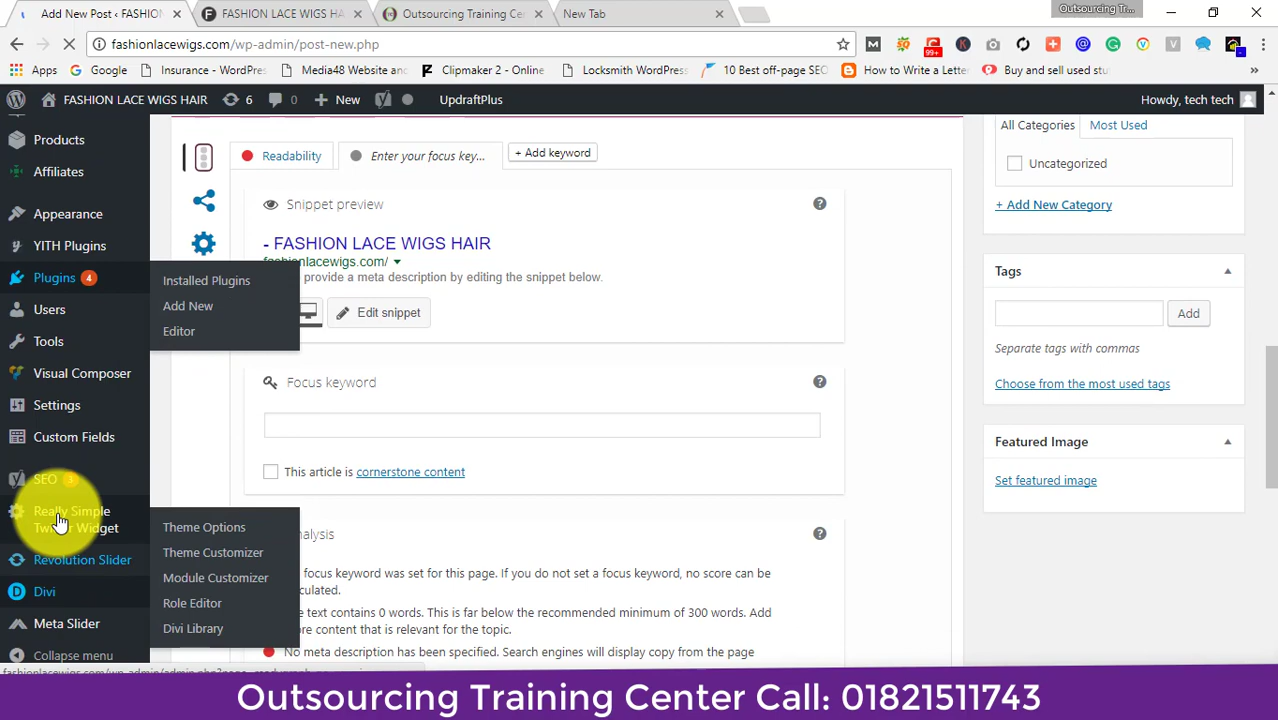 Add New Post ‹ FASHION
FASHION LACE WIGS HAIR
Outsourcing Training Cen
New Tab
Outsourcing Tr...
fashionlacewigs.com/wp-admin/post-new.php
99+
Apps
Google
Insurance - WordPres
Media48 Website and
Clipmaker 2 - Online
Locksmith WordPress
10 Best off-page SEO
How to Write a Letter
Buy and sell used stu
»
FASHION LACE WIGS HAIR
6
0
New
UpdraftPlus
Howdy, tech tech
Products
Affiliates
Appearance
YITH Plugins
Plugins 4
Users
Tools
Visual Composer
Settings
Custom Fields
SEO 3
Really Simple
Twitter Widget
Revolution Slider
Divi
Meta Slider
Collapse menu
Installed Plugins
Add New
Editor
Theme Options
Theme Customizer
Module Customizer
Role Editor
Divi Library
Readability
Enter your focus key...
+ Add keyword
Snippet preview
- FASHION LACE WIGS HAIR
fashionlacewigs.com/
provide a meta description by editing the snippet below.
Edit snippet
Focus keyword
This article is cornerstone content
nalysis
focus keyword was set for this page. If you do not set a focus keyword, no score can be
culated.
text contains 0 words. This is far below the recommended minimum of 300 words. Add
content that is relevant for the topic.
No meta description has been specified. Search engines will display copy from the page
All Categories
Most Used
Uncategorized
+ Add New Category
Tags
Add
Separate tags with commas
Choose from the most used tags
Featured Image
Set featured image
Outsourcing Training Center Call: 01821511743